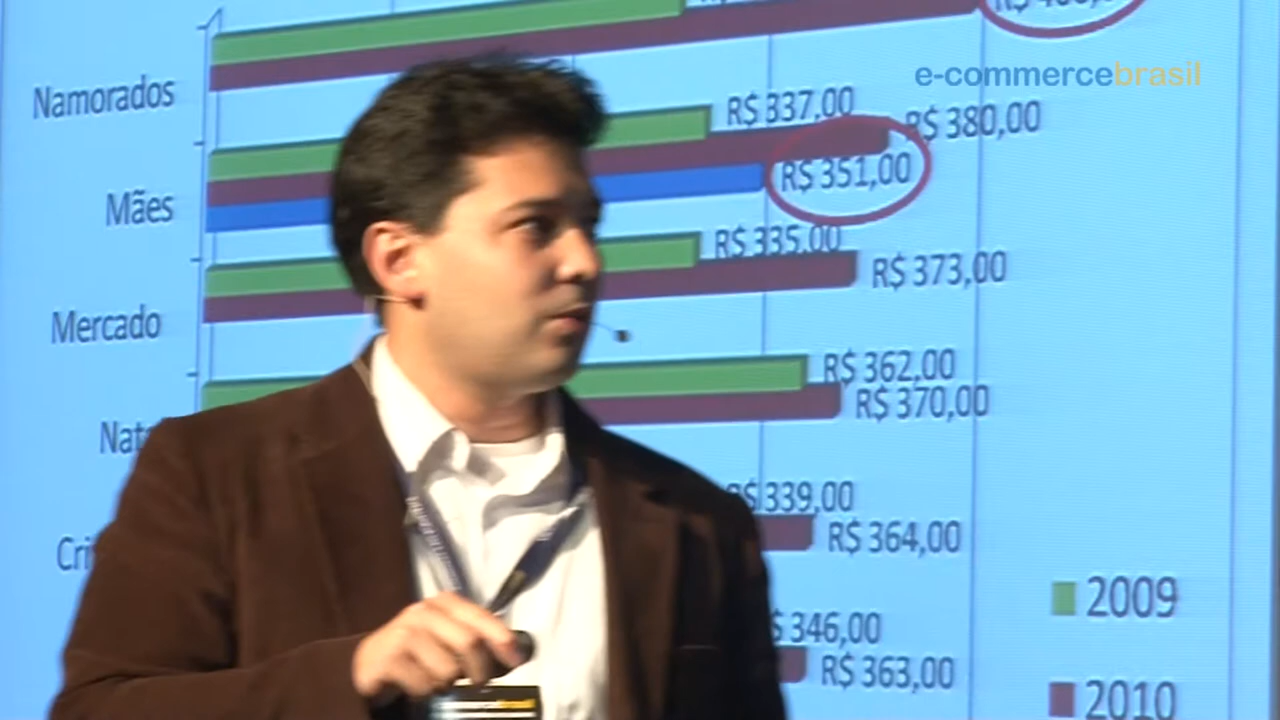 e-commercebrasil
Namorados
R$ 337,00
R$ 380,00
R$ 351,00
Mães
R$ 335,00
R$ 373,00
Mercado
R$ 362,00
R$ 370,00
R$ 339,00
R$ 364,00
2009
R$ 346,00
R$ 363,00
2010